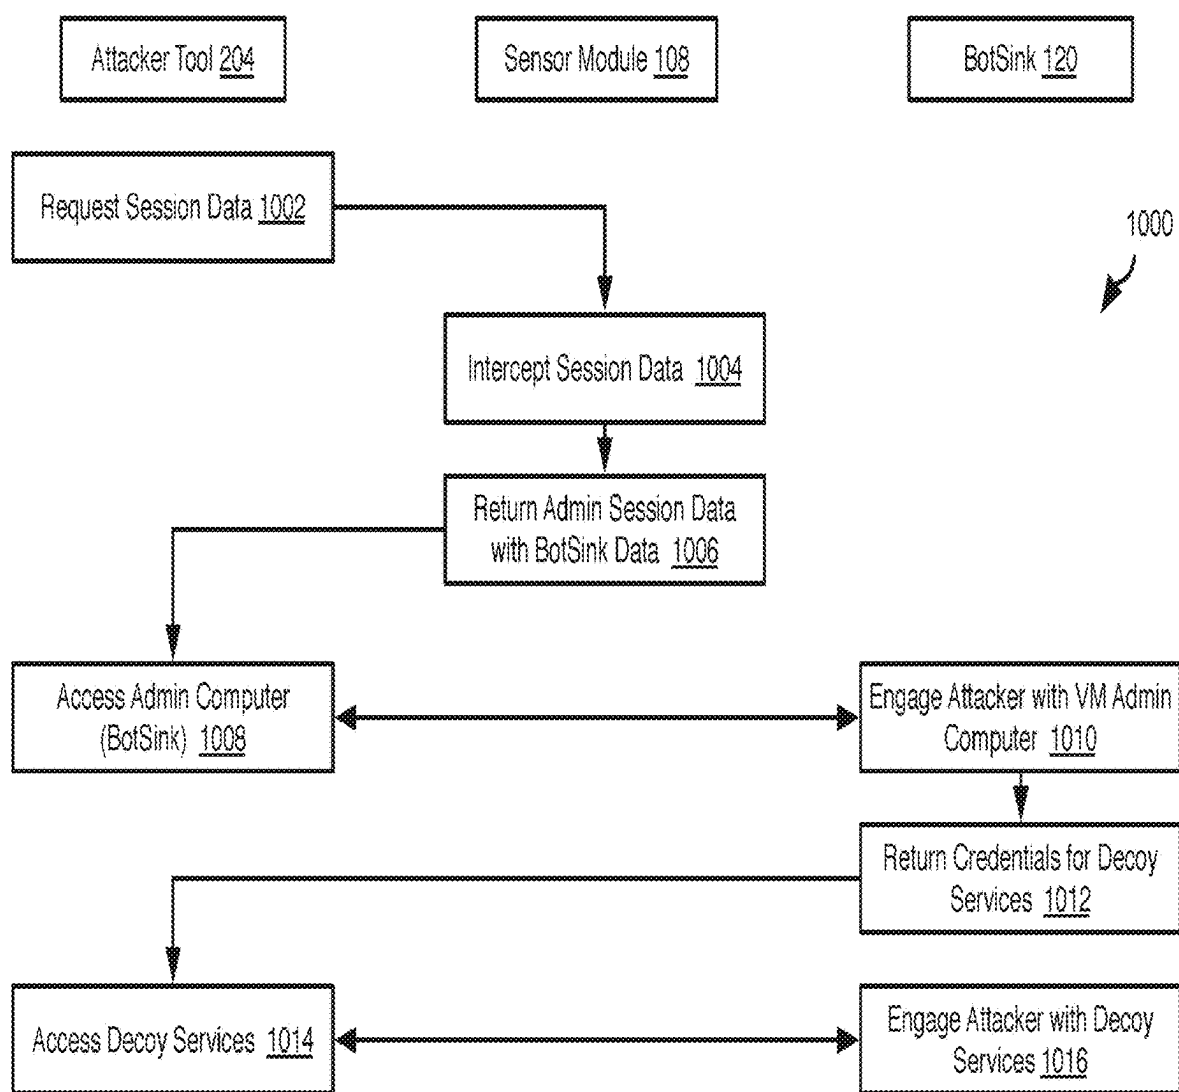 Attacker Tool 204
Sensor Module 108
BotSink 120
Request Session Data 1002
1000
Intercept Session Data 1004
Return Admin Session Data
with BotSink Data 1006
Access Admin Computer
(BotSink) 1008
Engage Attacker with VM Admin
Computer 1010
Return Credentials for Decoy
Services 1012
Access Decoy Services 1014
Engage Attacker with Decoy
Services 1016